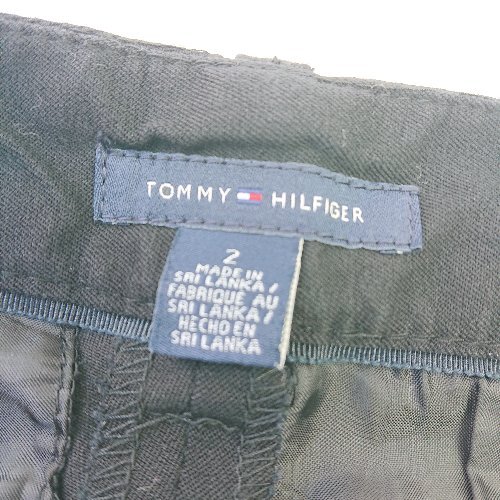 TOMMY HILFIGER
2
MADE IN
SRI LANKA /
FABRIQUE AU
SRI LANKA /
HECHO EN
SRI LANKA